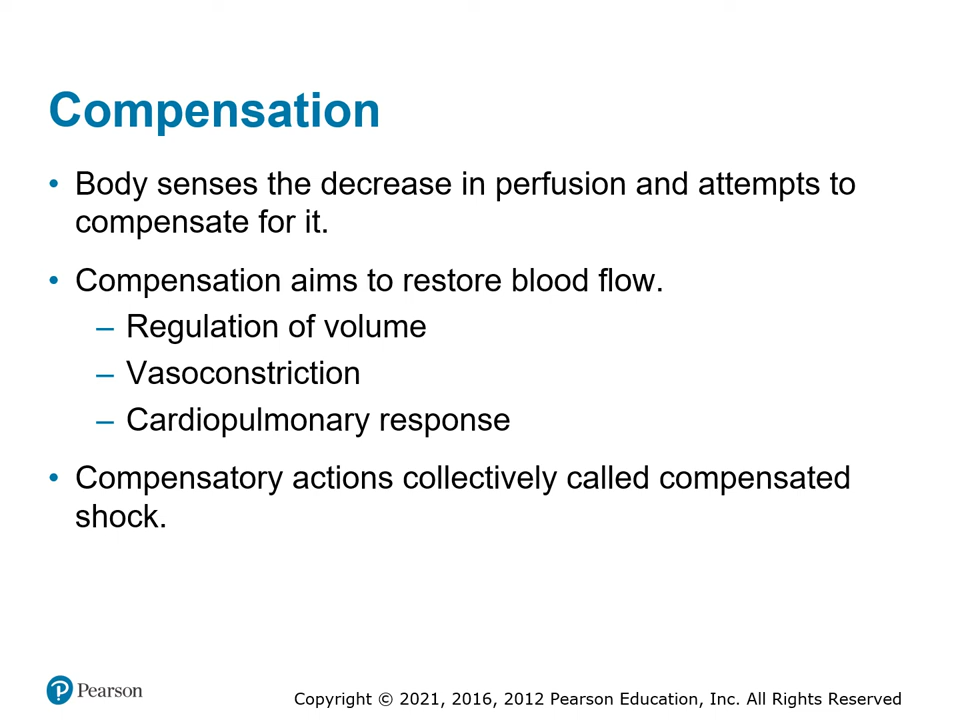 Compensation
• Body senses the decrease in perfusion and attempts to
compensate for it.
• Compensation aims to restore blood flow.
– Regulation of volume
– Vasoconstriction
– Cardiopulmonary response
• Compensatory actions collectively called compensated
shock.
Pearson
Copyright © 2021, 2016, 2012 Pearson Education, Inc. All Rights Reserved